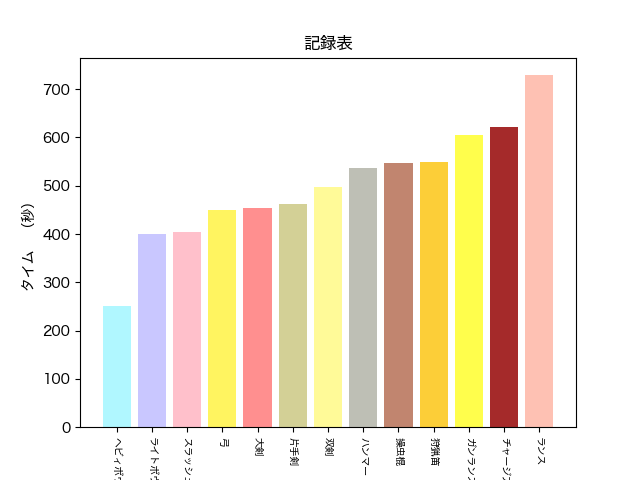 記録表
タイム （秒）
700
600
500
400
300
200
100
0
ヘビィボウ
ライトボウ
スラッシュ
弓
大剣
片手剣
双剣
ハンマー
操虫棍
狩猟笛
ガンランス
チャージア
ランス